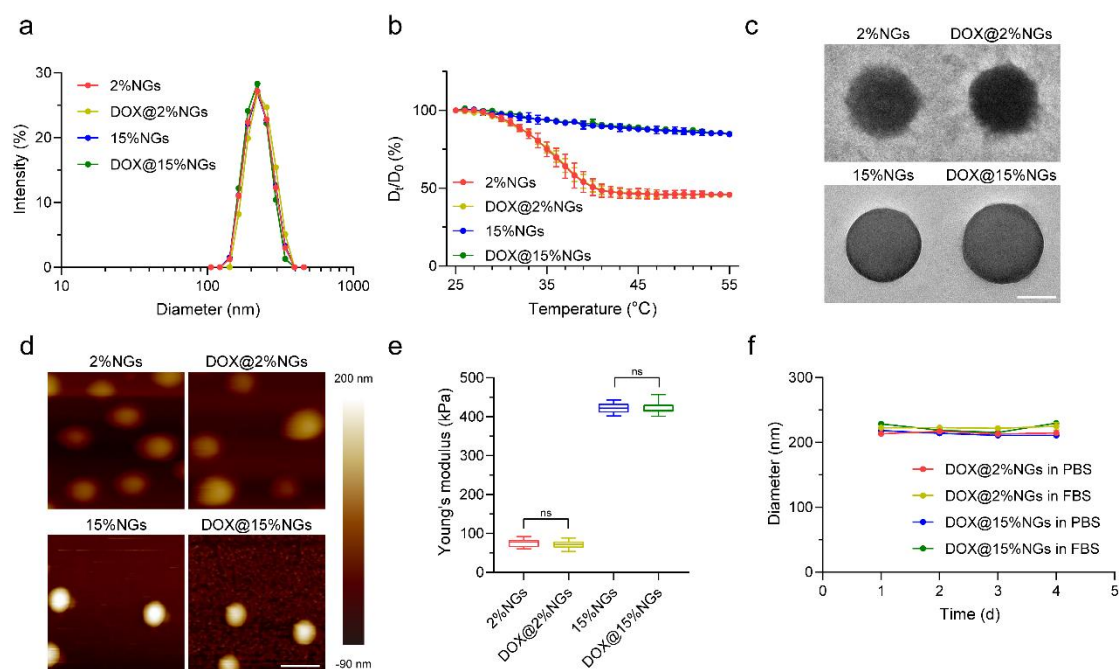 a
2%NGs
DOX@2%NGs
15%NGs
DOX@15%NGs
Intensity (%)
30
20
10
0
10
100
1000
Diameter (nm)
b
Dt/D0 (%)
100
50
0
2%NGs
DOX@2%NGs
15%NGs
DOX@15%NGs
25
35
45
55
Temperature (°C)
c
2%NGs DOX@2%NGs
15%NGs DOX@15%NGs
d
2%NGs DOX@2%NGs
15%NGs DOX@15%NGs
200 nm
-90 nm
e
Young's modulus (kPa)
500
400
300
200
100
0
ns
ns
2%NGs
DOX@2%NGs
15%NGs
DOX@15%NGs
f
Diameter (nm)
300
200
100
0
DOX@2%NGs in PBS
DOX@2%NGs in FBS
DOX@15%NGs in PBS
DOX@15%NGs in FBS
0 1 2 3 4 5
Time (d)